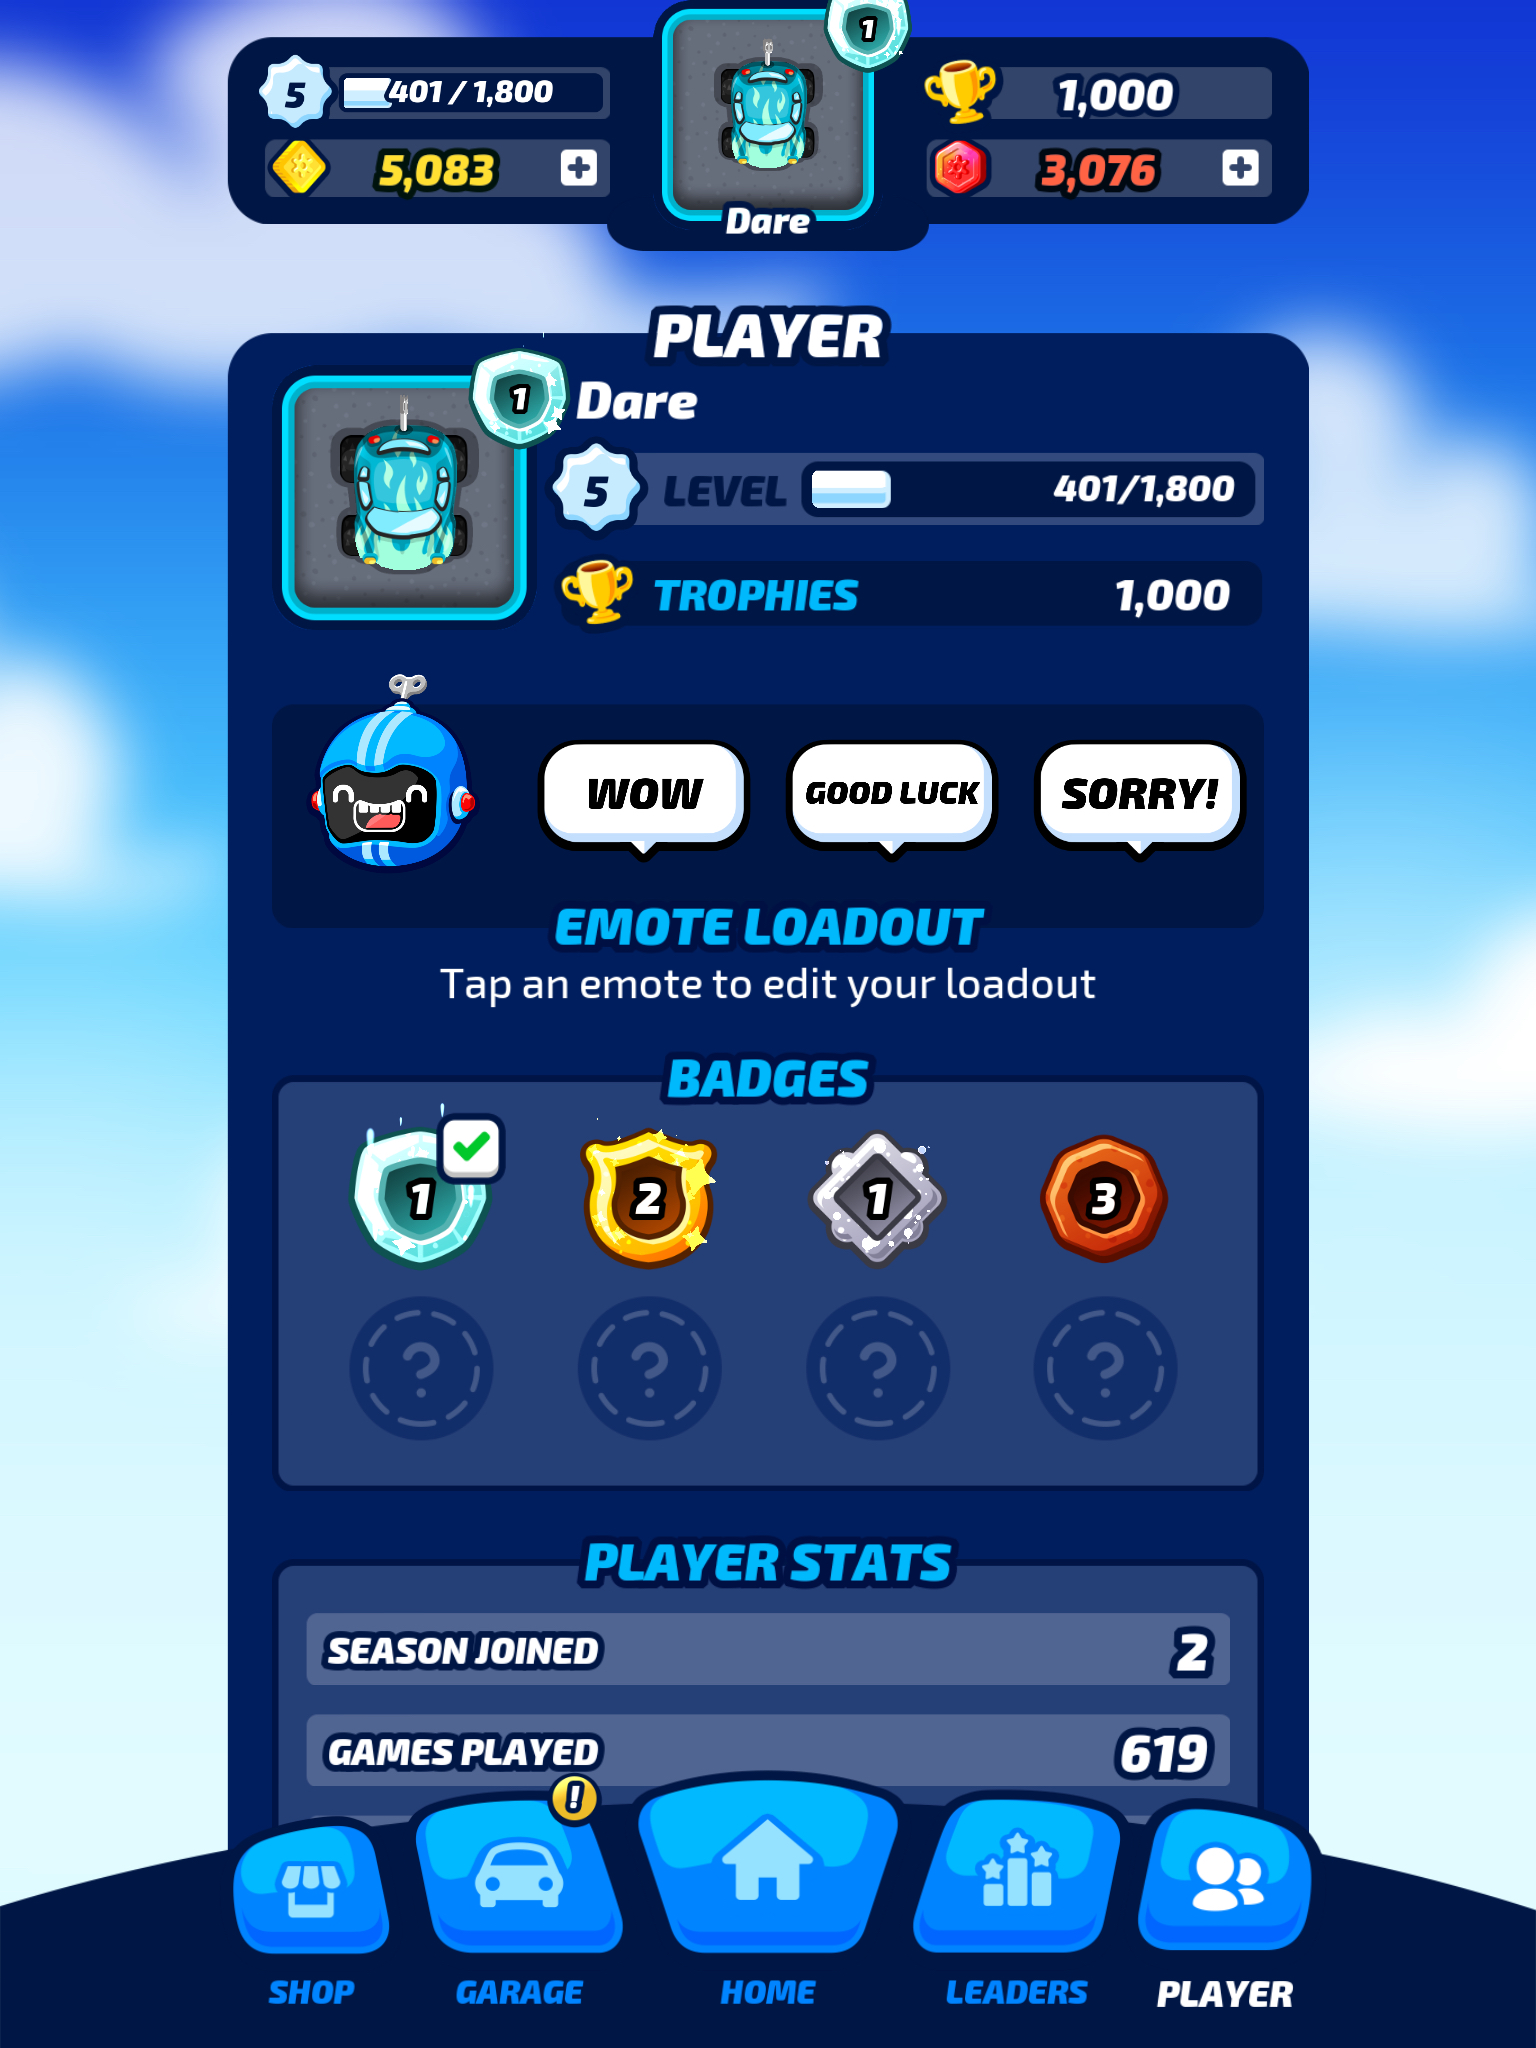 5
401 / 1,800
1
1,000
5,083
3,076
Dare
PLAYER
1
Dare
5
LEVEL
401/1,800
TROPHIES
1,000
WOW
GOOD LUCK
SORRY!
EMOTE LOADOUT
Tap an emote to edit your loadout
BADGES
1
2
1
3
? ? ? ?
PLAYER STATS
SEASON JOINED
2
GAMES PLAYED
619
!
SHOP
GARAGE
HOME
LEADERS
PLAYER